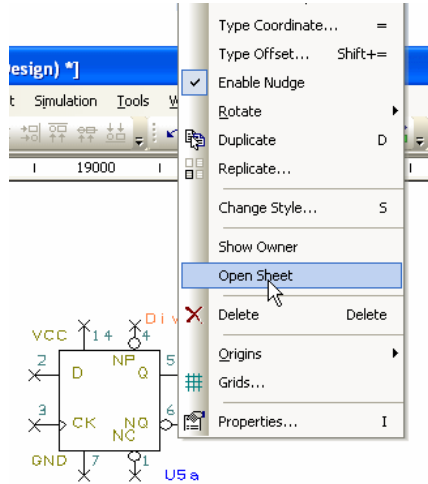 Type Coordinate... =
Type Offset... Shift+=
esign) *]
Enable Nudge
t Simulation Tools W
Rotate
Duplicate D
19000
Replicate...
Change Style... S
Show Owner
Open Sheet
Delete Delete
Div
VCC 14 4
Origins
2 D NP Q 5
Grids...
3 CK NQ 6
Properties... I
NC
GND 7 1
U5a